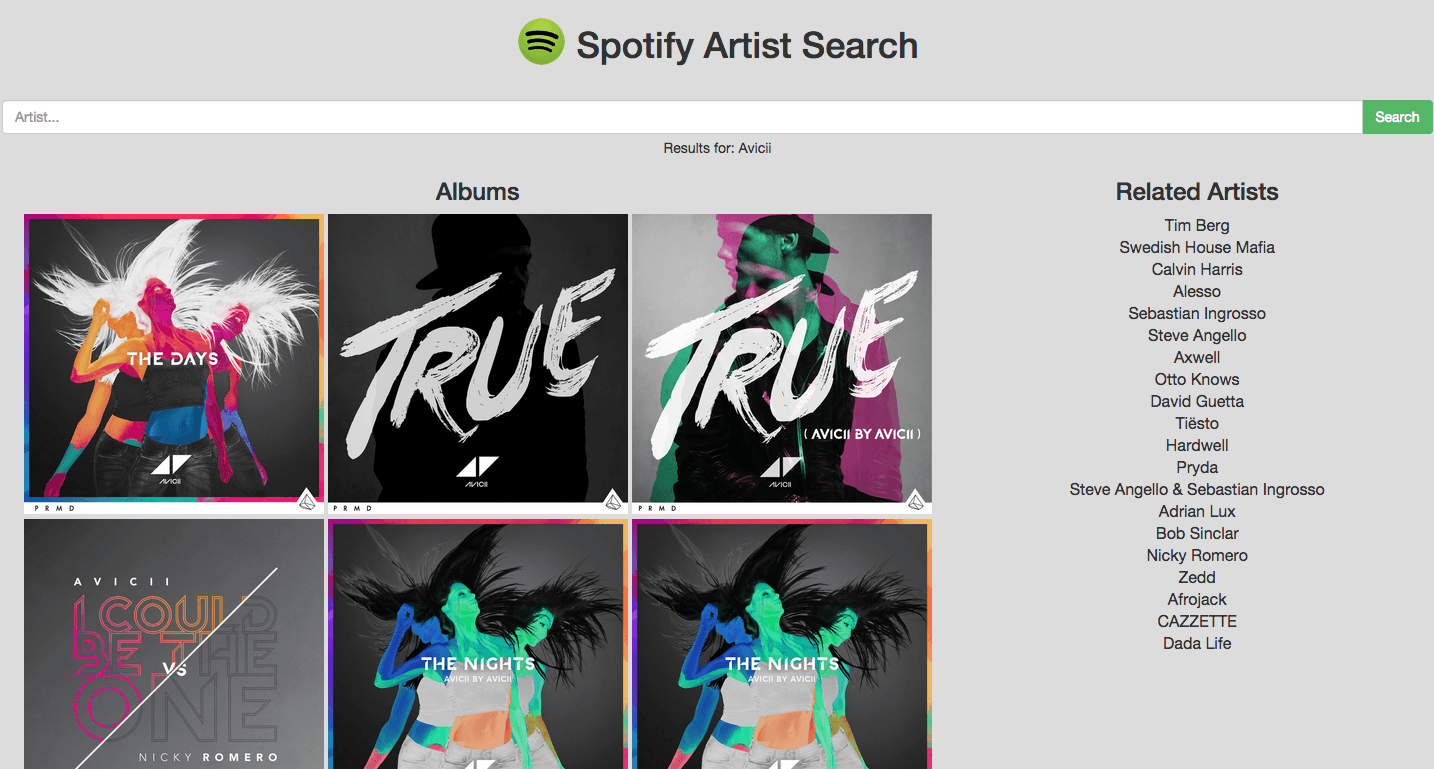 Spotify Artist Search
Artist...
Search
Results for: Avicii
Albums
THE DAYS
AVICII
PRMD
TRUE
AVICII
PRMD
TRUE
( AVICII BY AVICII )
AVICII
PRMD
AVICII
I COULD
BE THE
VS
ONE
NICKY ROMERO
THE NIGHTS
AVICII BY AVICII
THE NIGHTS
AVICII BY AVICII
Related Artists
Tim Berg
Swedish House Mafia
Calvin Harris
Alesso
Sebastian Ingrosso
Steve Angello
Axwell
Otto Knows
David Guetta
Tiësto
Hardwell
Pryda
Steve Angello & Sebastian Ingrosso
Adrian Lux
Bob Sinclar
Nicky Romero
Zedd
Afrojack
CAZZETTE
Dada Life